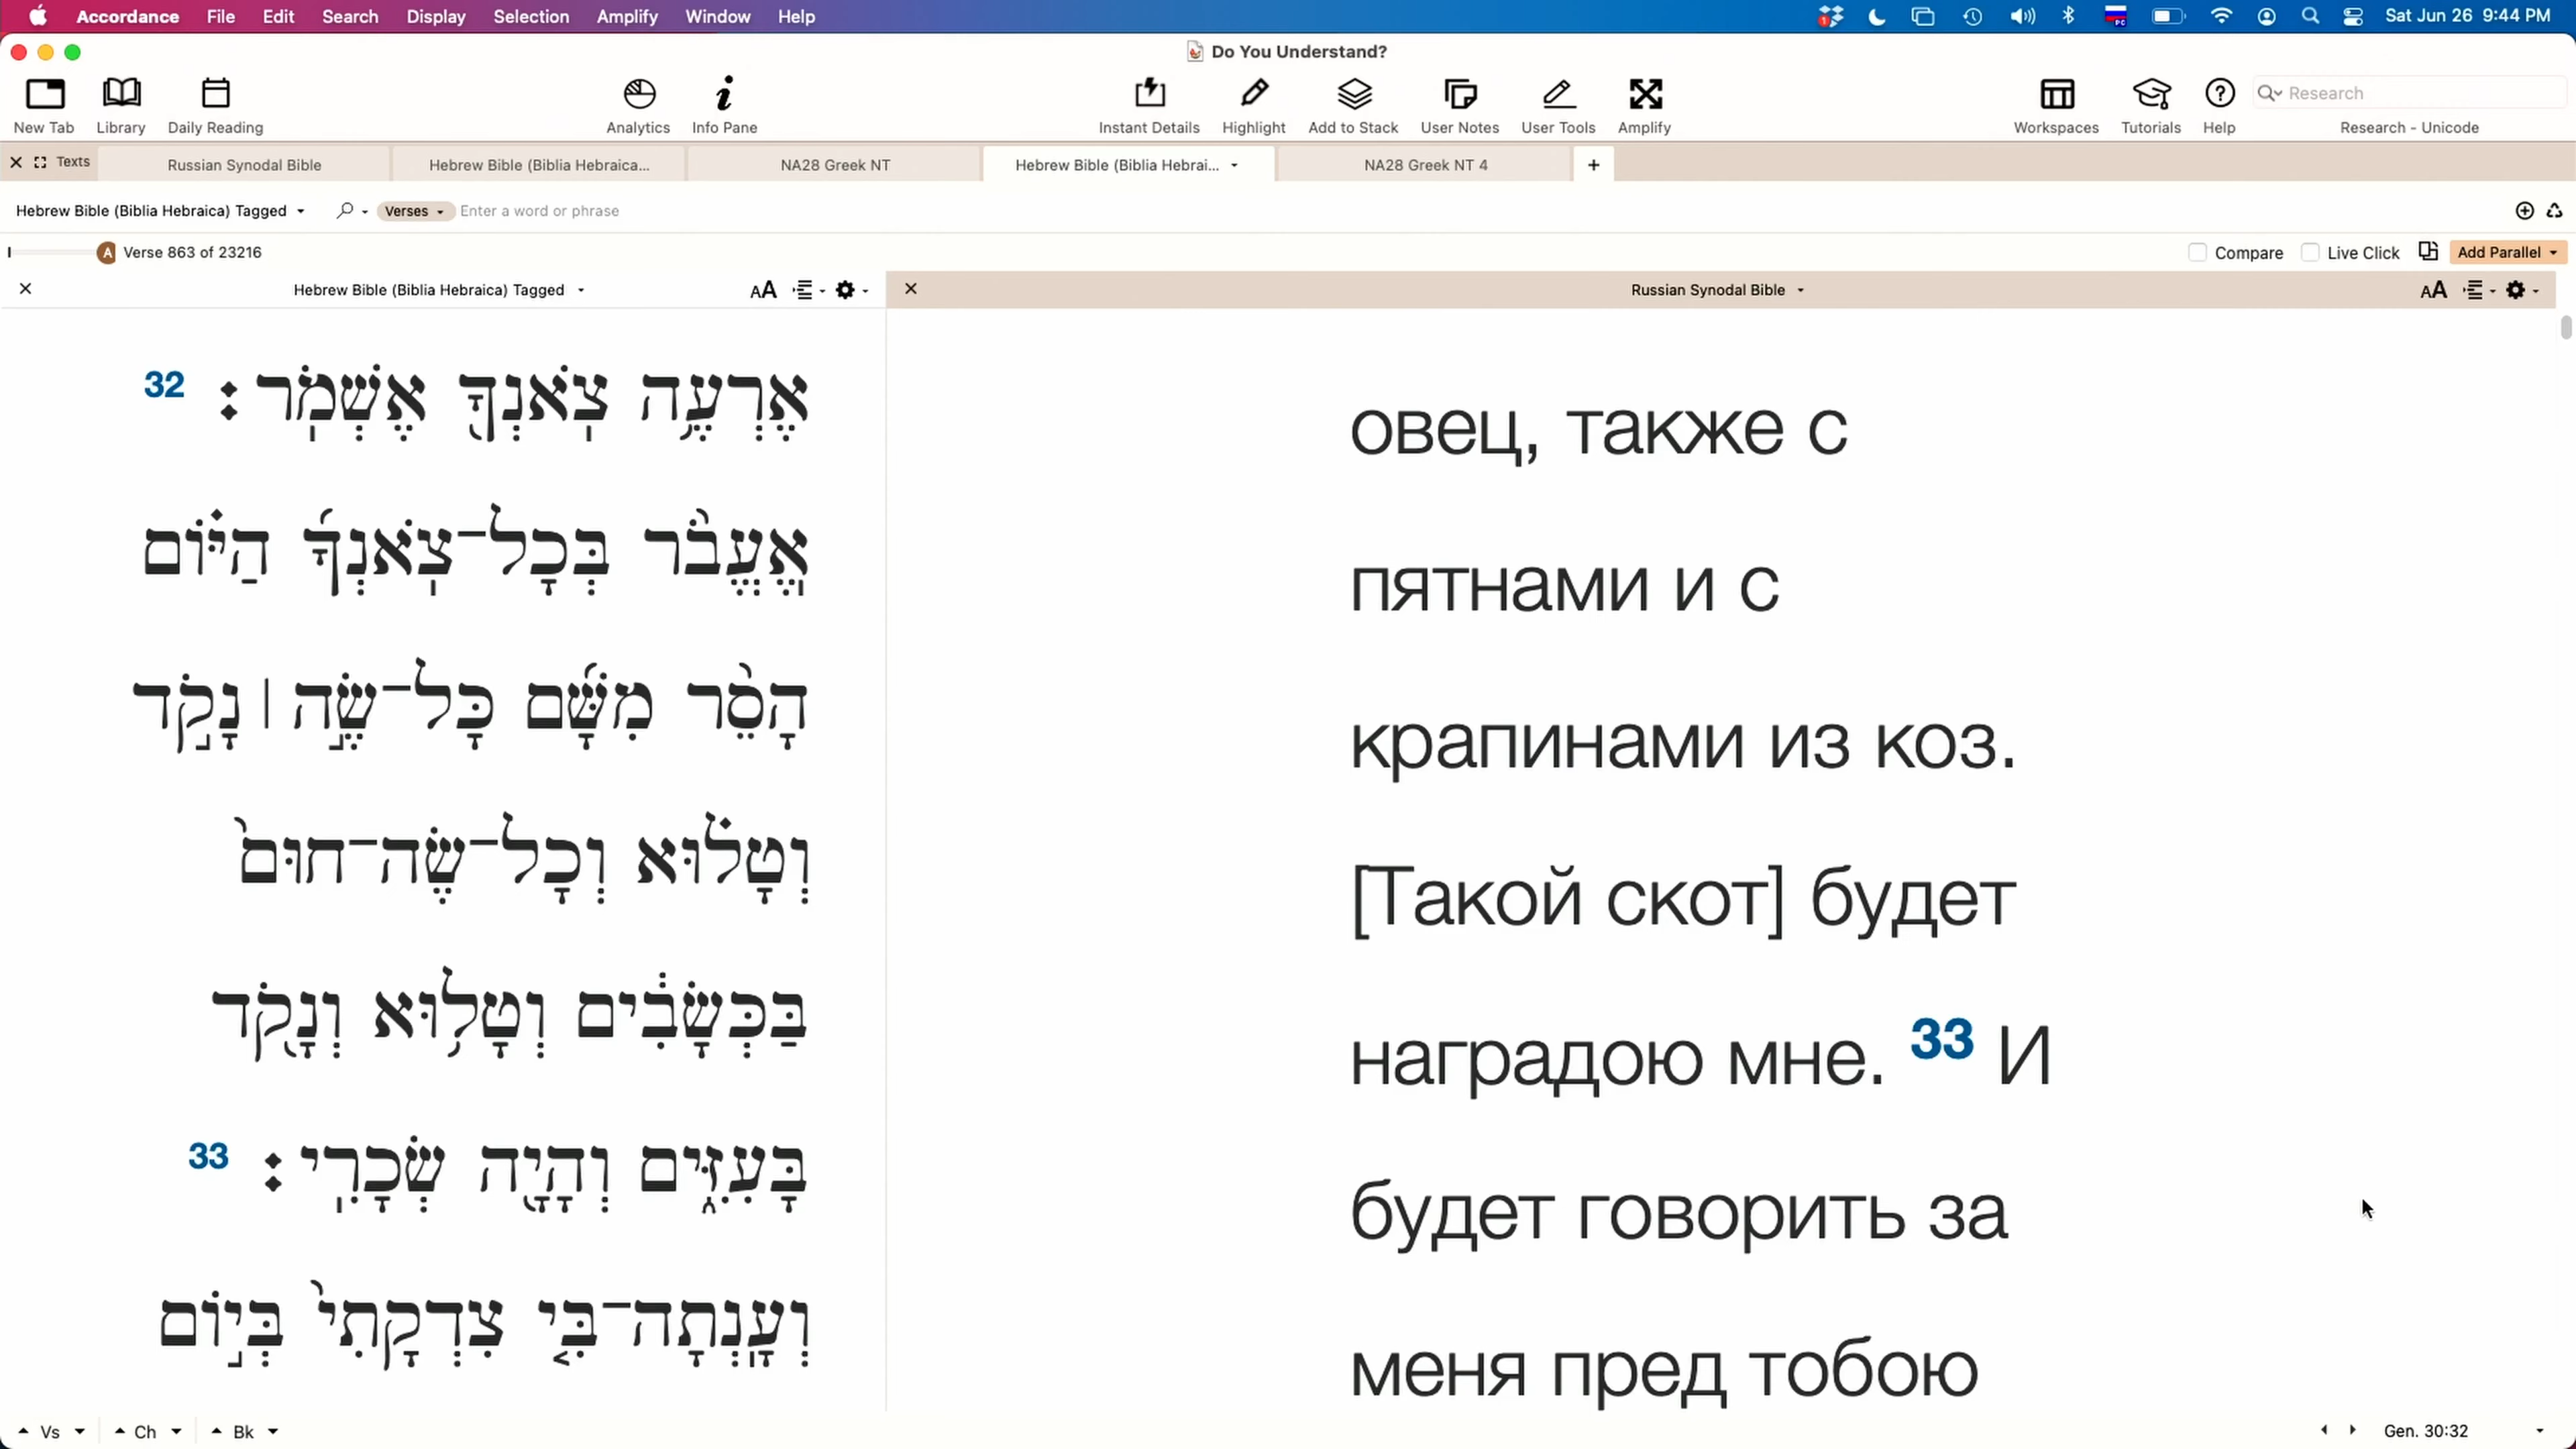 Accordance File Edit Search Display Selection Amplify Window Help
Sat Jun 26 9:44 PM
Do You Understand?
New Tab Library Daily Reading Analytics Info Pane Instant Details Highlight Add to Stack User Notes User Tools Amplify Workspaces Tutorials Help
Research
Research - Unicode
Texts Russian Synodal Bible Hebrew Bible (Biblia Hebraica... NA28 Greek NT Hebrew Bible (Biblia Hebrai... NA28 Greek NT 4 +
Hebrew Bible (Biblia Hebraica) Tagged Verses Enter a word or phrase
A Verse 863 of 23216 Compare Live Click Add Parallel
Hebrew Bible (Biblia Hebraica) Tagged
אֶרְעֶ֥ה צֹֽאנְךָ֖ אֶשְׁמֹֽר׃ 32
אֶֽעֱבֹ֨ר בְּכָל־צֹֽאנְךָ֜ הַיּ֗וֹם
הָסֵ֨ר מִשָּׁ֜ם כָּל־שֶׂ֣ה ׀ נָקֹ֣ד
וְטָל֗וּא וְכָל־שֶׂה־חוּם֙
בַּכְּשָׂבִ֔ים וְטָל֥וּא וְנָקֹ֖ד
בָּעִזִּ֑ים וְהָיָ֖ה שְׂכָרִֽי׃ 33
וְעָֽנְתָה־בִּ֤י צִדְקָתִי֙ בְּי֣וֹם
Russian Synodal Bible
овец, также с
пятнами и с
крапинами из коз.
[Такой скот] будет
наградою мне. 33 И
будет говорить за
меня пред тобою
Vs Ch Bk
Gen. 30:32